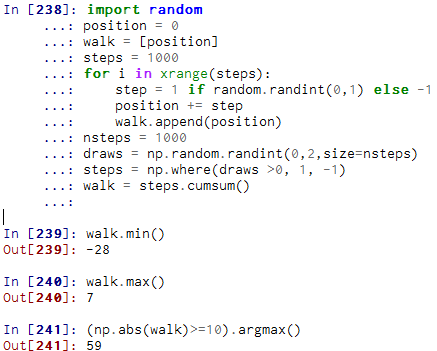 In [238]: import random
     ...: position = 0
     ...: walk = [position]
     ...: steps = 1000
     ...: for i in xrange(steps):
     ...:     step = 1 if random.randint(0,1) else -1
     ...:     position += step
     ...:     walk.append(position)
     ...: nsteps = 1000
     ...: draws = np.random.randint(0,2,size=nsteps)
     ...: steps = np.where(draws >0, 1, -1)
     ...: walk = steps.cumsum()
     ...:
In [239]: walk.min()
Out[239]: -28
In [240]: walk.max()
Out[240]: 7
In [241]: (np.abs(walk)>=10).argmax()
Out[241]: 59